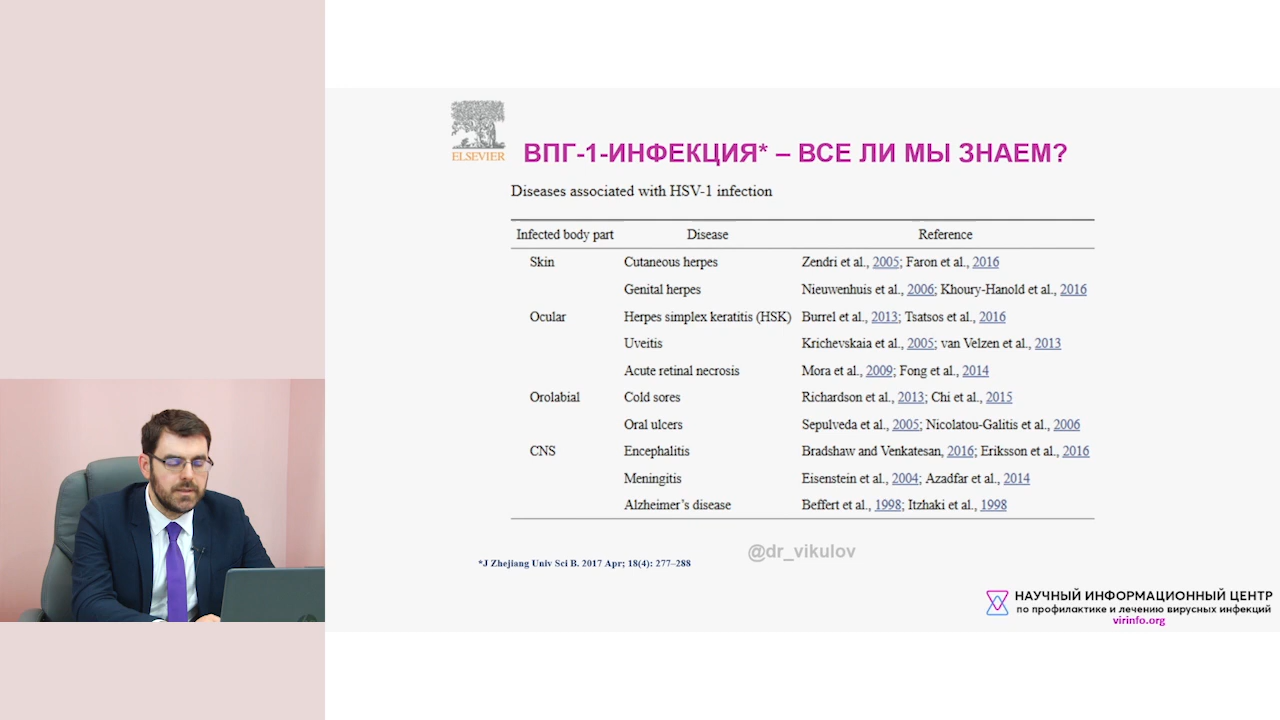 ELSEVIER
ВПГ-1-ИНФЕКЦИЯ* – ВСЕ ЛИ МЫ ЗНАЕМ?
Diseases associated with HSV-1 infection
Infected body part Disease Reference
Skin Cutaneous herpes Zendri et al., 2005; Faron et al., 2016
Genital herpes Nieuwenhuis et al., 2006; Khoury-Hanold et al., 2016
Ocular Herpes simplex keratitis (HSK) Burrel et al., 2013; Tsatsos et al., 2016
Uveitis Krichevskaia et al., 2005; van Velzen et al., 2013
Acute retinal necrosis Mora et al., 2009; Fong et al., 2014
Orolabial Cold sores Richardson et al., 2013; Chi et al., 2015
Oral ulcers Sepulveda et al., 2005; Nicolatou-Galitis et al., 2006
CNS Encephalitis Bradshaw and Venkatesan, 2016; Eriksson et al., 2016
Meningitis Eisenstein et al., 2004; Azadfar et al., 2014
Alzheimer’s disease Beffert et al., 1998; Itzhaki et al., 1998
@dr_vikulov
*J Zhejiang Univ Sci B. 2017 Apr; 18(4): 277–288
НАУЧНЫЙ ИНФОРМАЦИОННЫЙ ЦЕНТР
по профилактике и лечению вирусных инфекций
virinfo.org